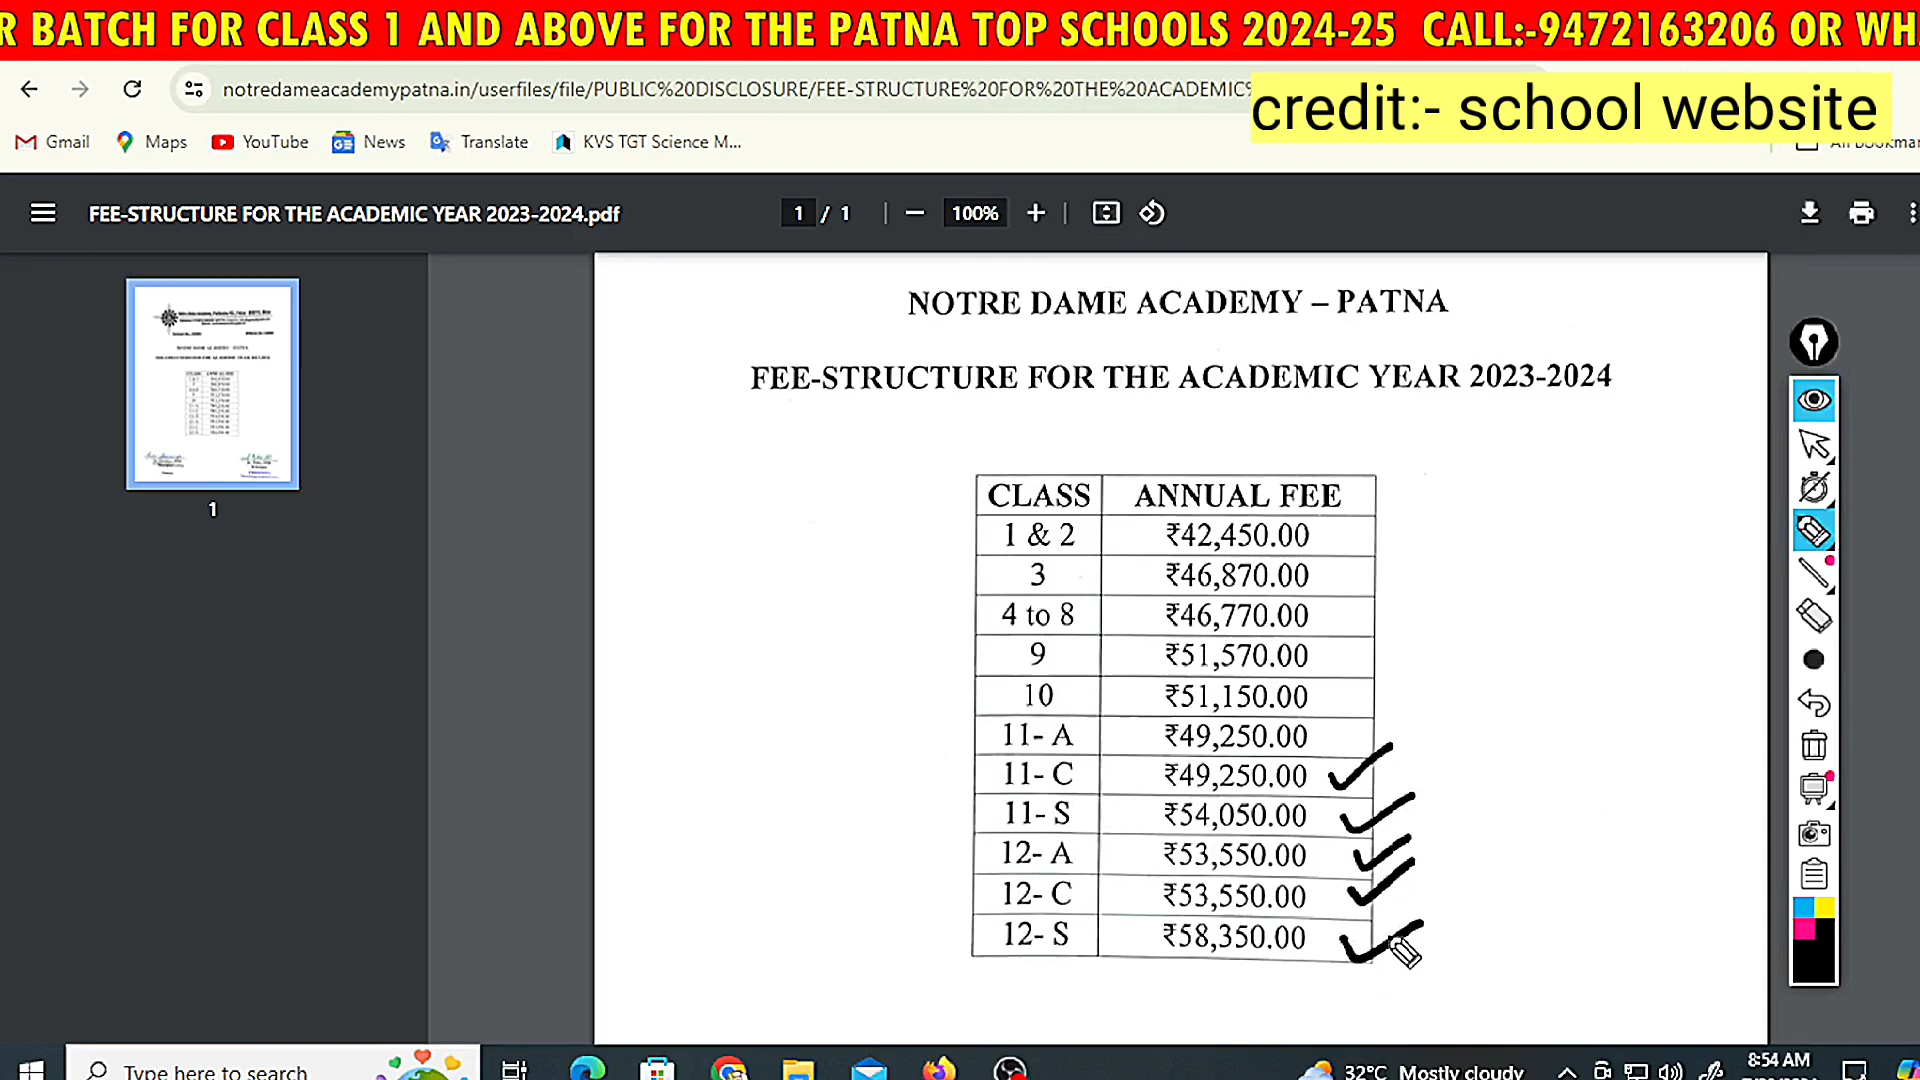 R BATCH FOR CLASS 1 AND ABOVE FOR THE PATNA TOP SCHOOLS 2024-25 CALL:-9472163206 OR WH
notredameacademypatna.in/userfiles/file/PUBLIC%20DISCLOSURE/FEE-STRUCTURE%20FOR%20THE%20ACADEMIC%
credit:- school website
Gmail Maps YouTube News Translate KVS TGT Science M...
FEE-STRUCTURE FOR THE ACADEMIC YEAR 2023-2024.pdf 1 / 1 100%
NOTRE DAME ACADEMY – PATNA
FEE-STRUCTURE FOR THE ACADEMIC YEAR 2023-2024
CLASS ANNUAL FEE
1 & 2 ₹42,450.00
3 ₹46,870.00
4 to 8 ₹46,770.00
9 ₹51,570.00
10 ₹51,150.00
11- A ₹49,250.00
11- C ₹49,250.00
11- S ₹54,050.00
12- A ₹53,550.00
12- C ₹53,550.00
12- S ₹58,350.00
1
Type here to search
32°C Mostly cloudy
8:54 AM